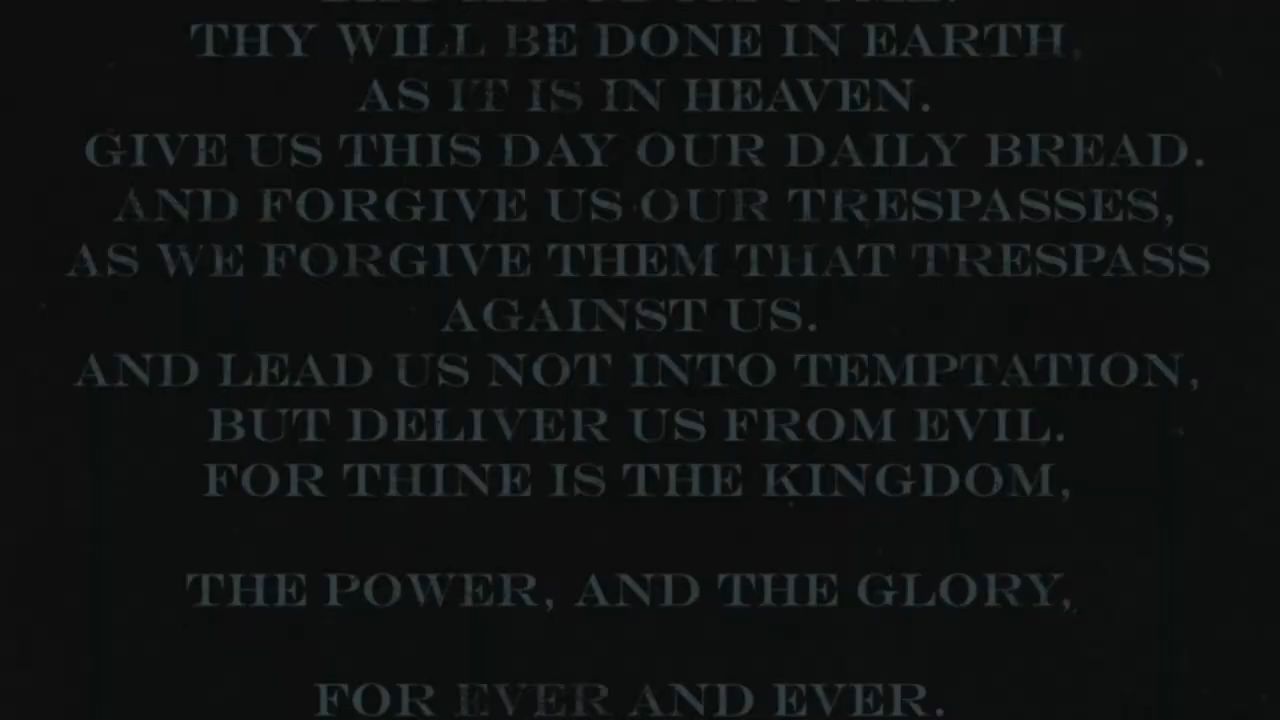 THY WILL BE DONE IN EARTH,
AS IT IS IN HEAVEN.
GIVE US THIS DAY OUR DAILY BREAD.
AND FORGIVE US OUR TRESPASSES,
AS WE FORGIVE THEM THAT TRESPASS
AGAINST US.
AND LEAD US NOT INTO TEMPTATION,
BUT DELIVER US FROM EVIL.
FOR THINE IS THE KINGDOM,
THE POWER, AND THE GLORY,
FOR EVER AND EVER.